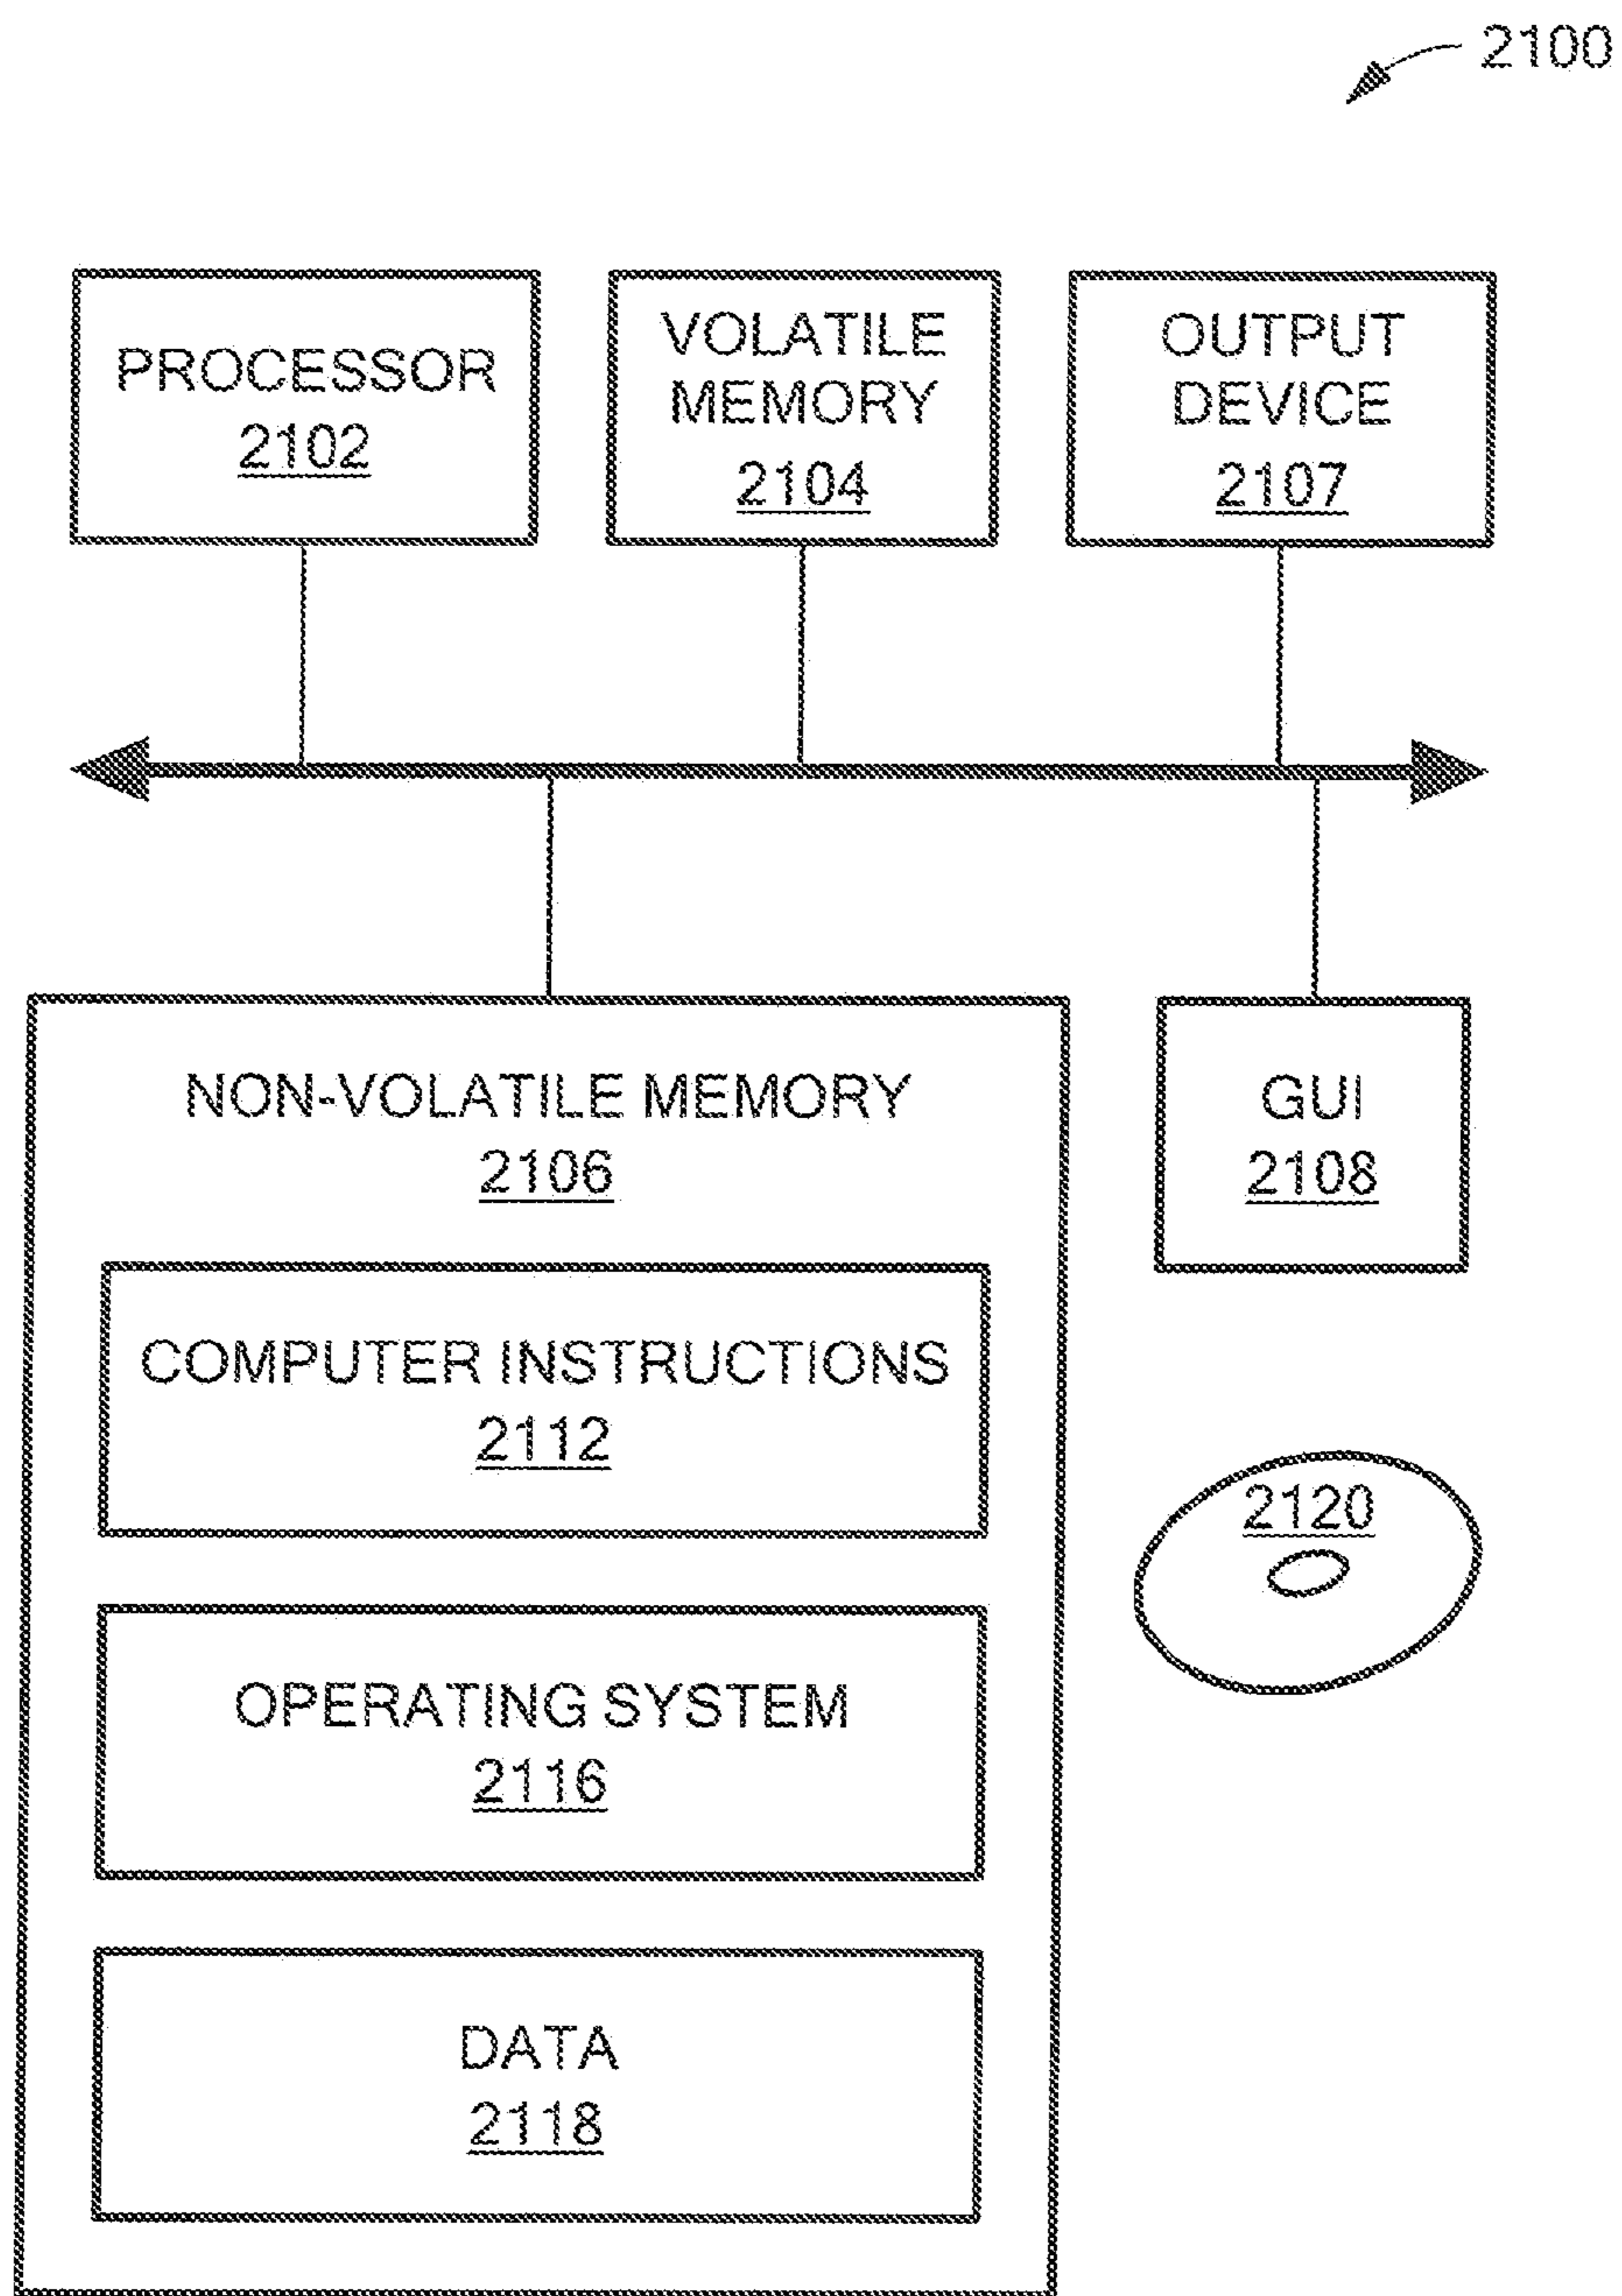 2100
PROCESSOR
2102
VOLATILE
MEMORY
2104
OUTPUT
DEVICE
2107
NON-VOLATILE MEMORY
2106
GUI
2108
COMPUTER INSTRUCTIONS
2112
2120
OPERATING SYSTEM
2116
DATA
2118